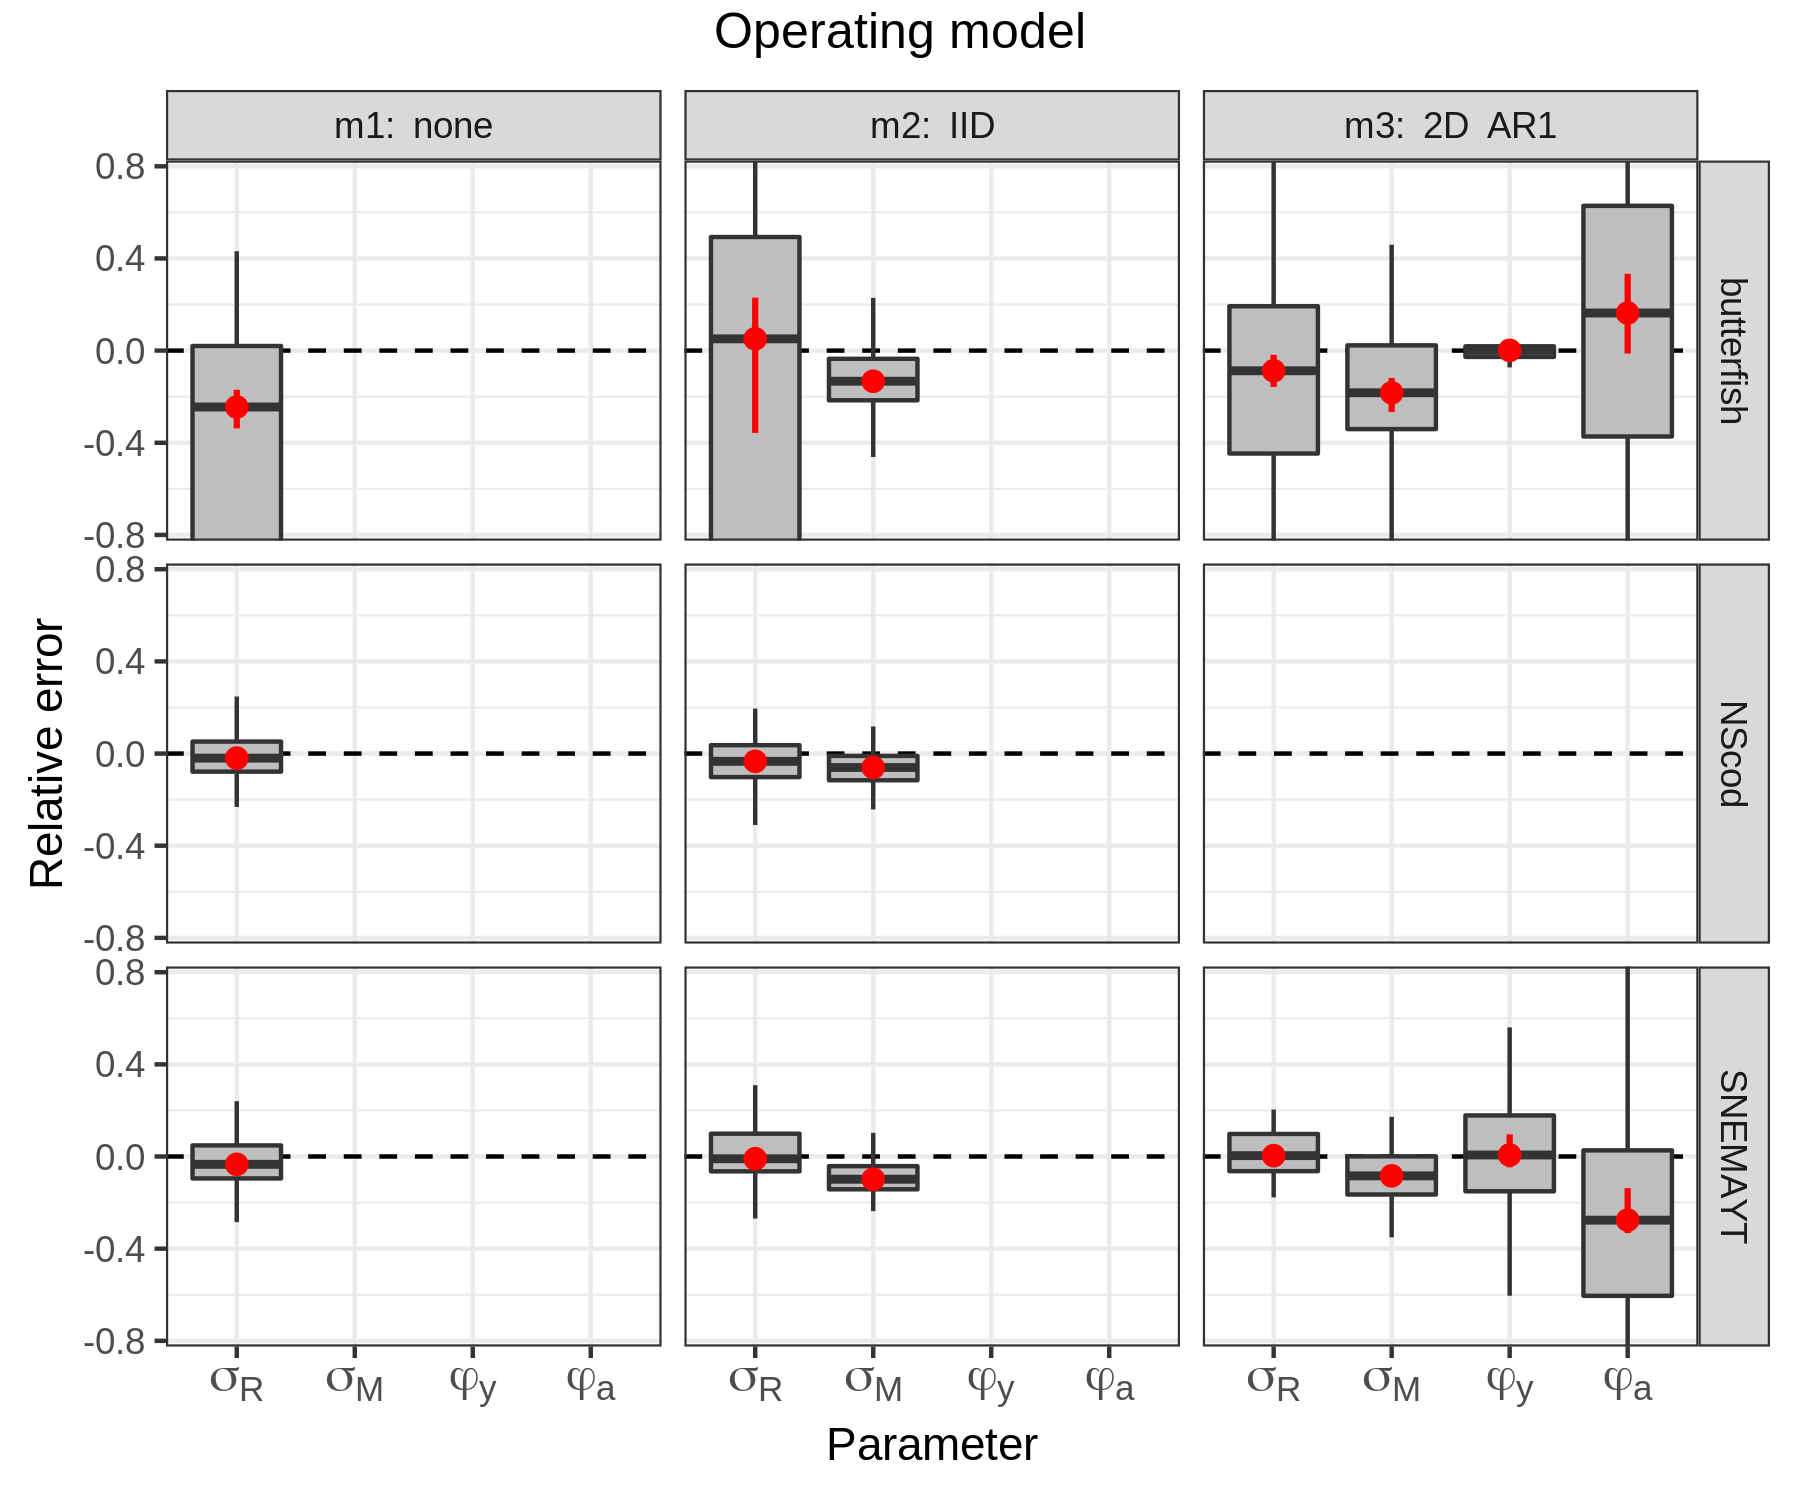 Operating model
m1: none
m2: IID
m3: 2D AR1
0.8
0.4
0.0
-0.4
-0.8
butterfish
0.8
0.4
0.0
-0.4
-0.8
NScod
0.8
0.4
0.0
-0.4
-0.8
SNEMAYT
Relative error
σR σM φy φa
σR σM φy φa
σR σM φy φa
Parameter